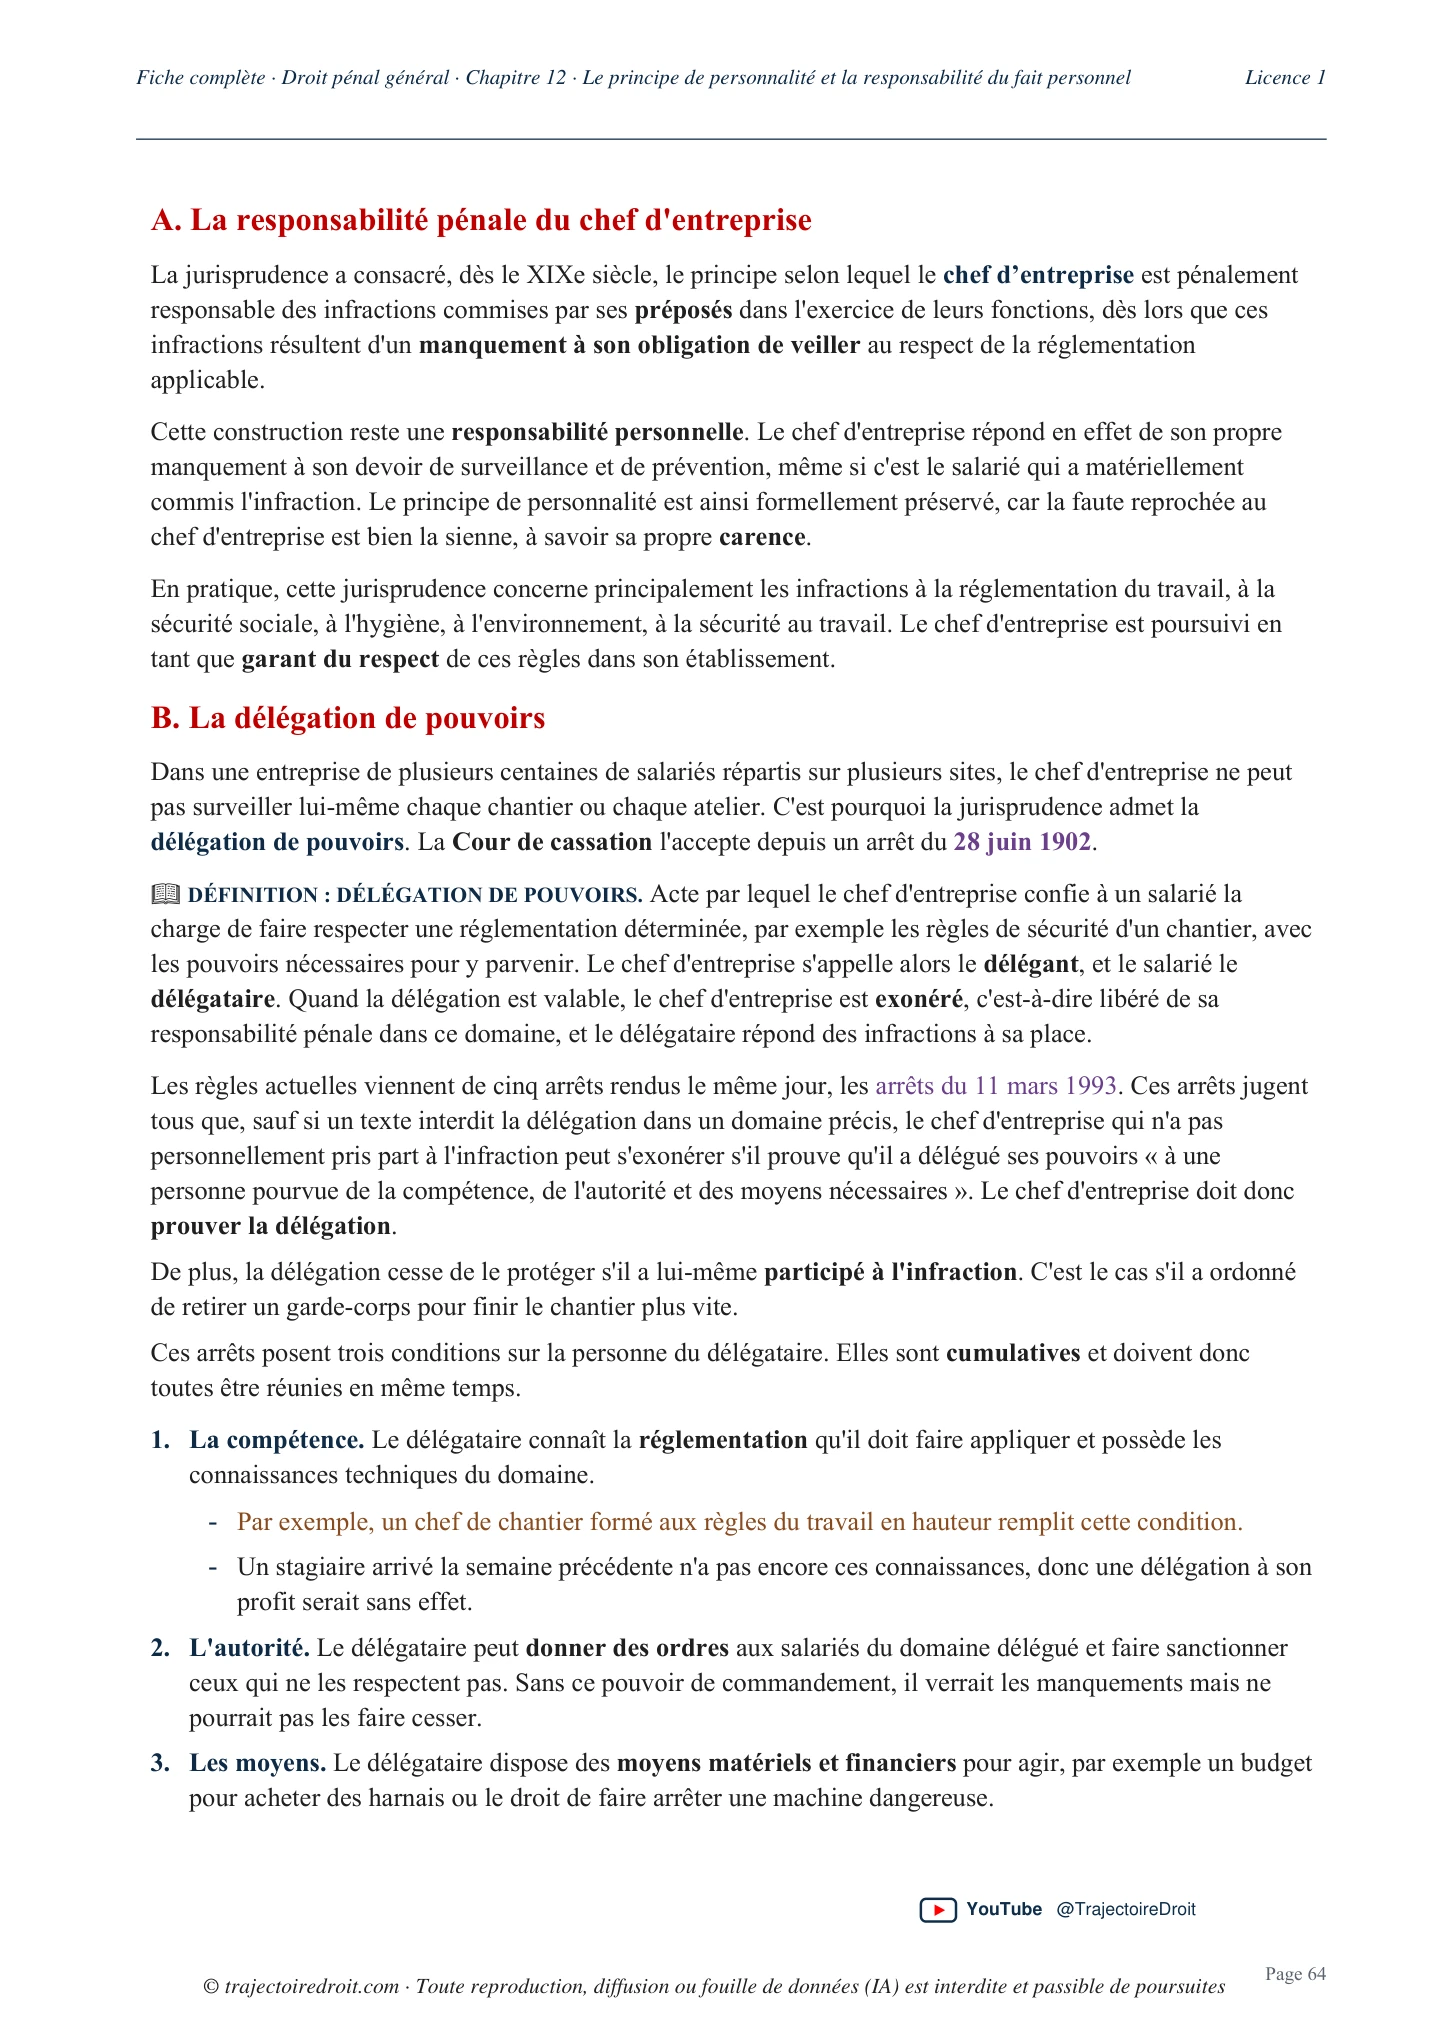 Fiche complète · Droit pénal général · Chapitre 12 · Le principe de personnalité et la responsabilité du fait personnel Licence 1
A. La responsabilité pénale du chef d'entreprise
La jurisprudence a consacré, dès le XIXe siècle, le principe selon lequel le chef d’entreprise est pénalement
responsable des infractions commises par ses préposés dans l'exercice de leurs fonctions, dès lors que ces
infractions résultent d'un manquement à son obligation de veiller au respect de la réglementation
applicable.
Cette construction reste une responsabilité personnelle. Le chef d'entreprise répond en effet de son propre
manquement à son devoir de surveillance et de prévention, même si c'est le salarié qui a matériellement
commis l'infraction. Le principe de personnalité est ainsi formellement préservé, car la faute reprochée au
chef d'entreprise est bien la sienne, à savoir sa propre carence.
En pratique, cette jurisprudence concerne principalement les infractions à la réglementation du travail, à la
sécurité sociale, à l'hygiène, à l'environnement, à la sécurité au travail. Le chef d'entreprise est poursuivi en
tant que garant du respect de ces règles dans son établissement.
B. La délégation de pouvoirs
Dans une entreprise de plusieurs centaines de salariés répartis sur plusieurs sites, le chef d'entreprise ne peut
pas surveiller lui-même chaque chantier ou chaque atelier. C'est pourquoi la jurisprudence admet la
délégation de pouvoirs. La Cour de cassation l'accepte depuis un arrêt du 28 juin 1902.
DÉFINITION : DÉLÉGATION DE POUVOIRS. Acte par lequel le chef d'entreprise confie à un salarié la
charge de faire respecter une réglementation déterminée, par exemple les règles de sécurité d'un chantier, avec
les pouvoirs nécessaires pour y parvenir. Le chef d'entreprise s'appelle alors le délégant, et le salarié le
délégataire. Quand la délégation est valable, le chef d'entreprise est exonéré, c'est-à-dire libéré de sa
responsabilité pénale dans ce domaine, et le délégataire répond des infractions à sa place.
Les règles actuelles viennent de cinq arrêts rendus le même jour, les arrêts du 11 mars 1993. Ces arrêts jugent
tous que, sauf si un texte interdit la délégation dans un domaine précis, le chef d'entreprise qui n'a pas
personnellement pris part à l'infraction peut s'exonérer s'il prouve qu'il a délégué ses pouvoirs « à une
personne pourvue de la compétence, de l'autorité et des moyens nécessaires ». Le chef d'entreprise doit donc
prouver la délégation.
De plus, la délégation cesse de le protéger s'il a lui-même participé à l'infraction. C'est le cas s'il a ordonné
de retirer un garde-corps pour finir le chantier plus vite.
Ces arrêts posent trois conditions sur la personne du délégataire. Elles sont cumulatives et doivent donc
toutes être réunies en même temps.
1. La compétence. Le délégataire connaît la réglementation qu'il doit faire appliquer et possède les
connaissances techniques du domaine.
- Par exemple, un chef de chantier formé aux règles du travail en hauteur remplit cette condition.
- Un stagiaire arrivé la semaine précédente n'a pas encore ces connaissances, donc une délégation à son
profit serait sans effet.
2. L'autorité. Le délégataire peut donner des ordres aux salariés du domaine délégué et faire sanctionner
ceux qui ne les respectent pas. Sans ce pouvoir de commandement, il verrait les manquements mais ne
pourrait pas les faire cesser.
3. Les moyens. Le délégataire dispose des moyens matériels et financiers pour agir, par exemple un budget
pour acheter des harnais ou le droit de faire arrêter une machine dangereuse.
YouTube @TrajectoireDroit
© trajectoiredroit.com · Toute reproduction, diffusion ou fouille de données (IA) est interdite et passible de poursuites Page 64